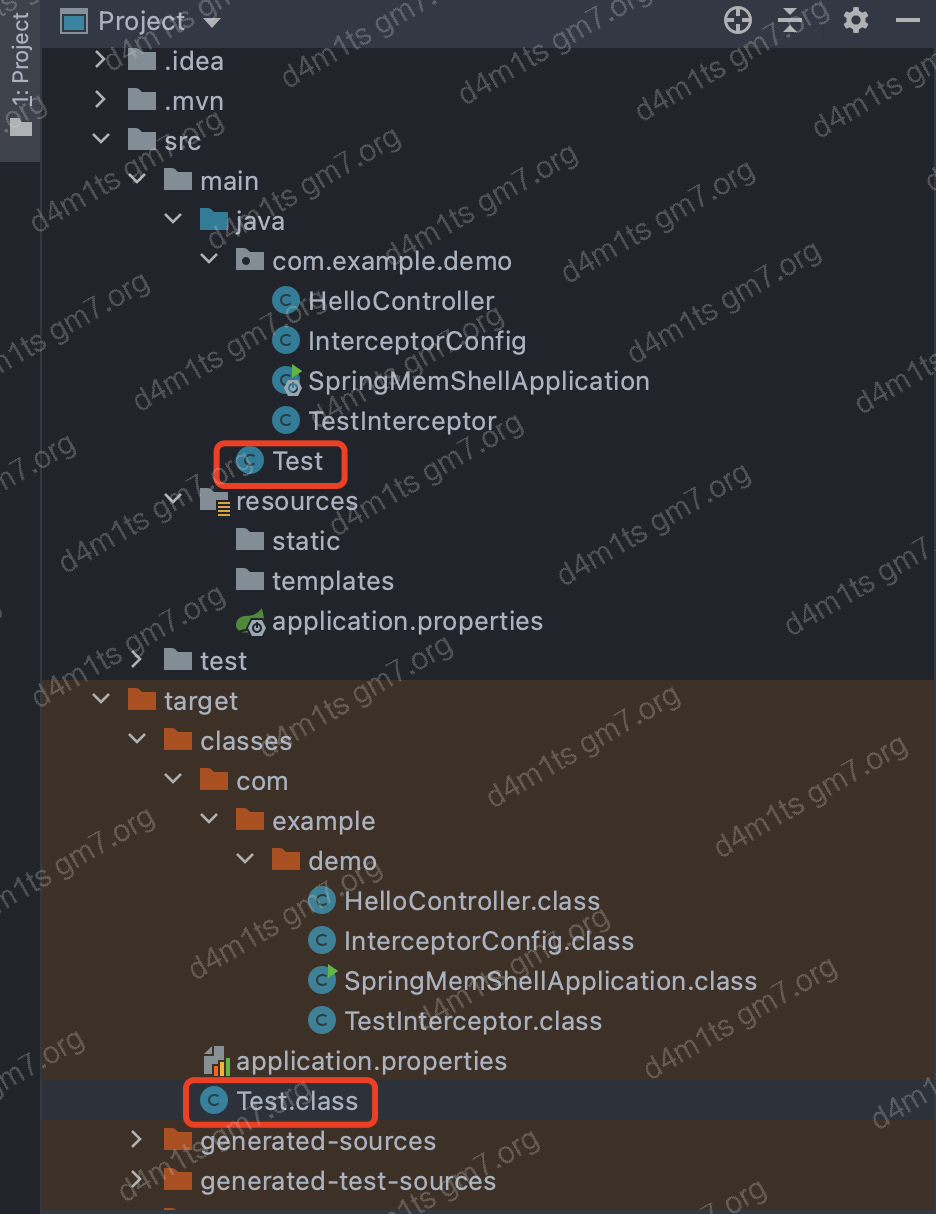 Project
1: Project
.idea
.mvn
src
main
java
com.example.demo
HelloController
InterceptorConfig
SpringMemShellApplication
TestInterceptor
Test
resources
static
templates
application.properties
test
target
classes
com
example
demo
HelloController.class
InterceptorConfig.class
SpringMemShellApplication.class
TestInterceptor.class
application.properties
Test.class
generated-sources
generated-test-sources
d4m1ts gm7.org